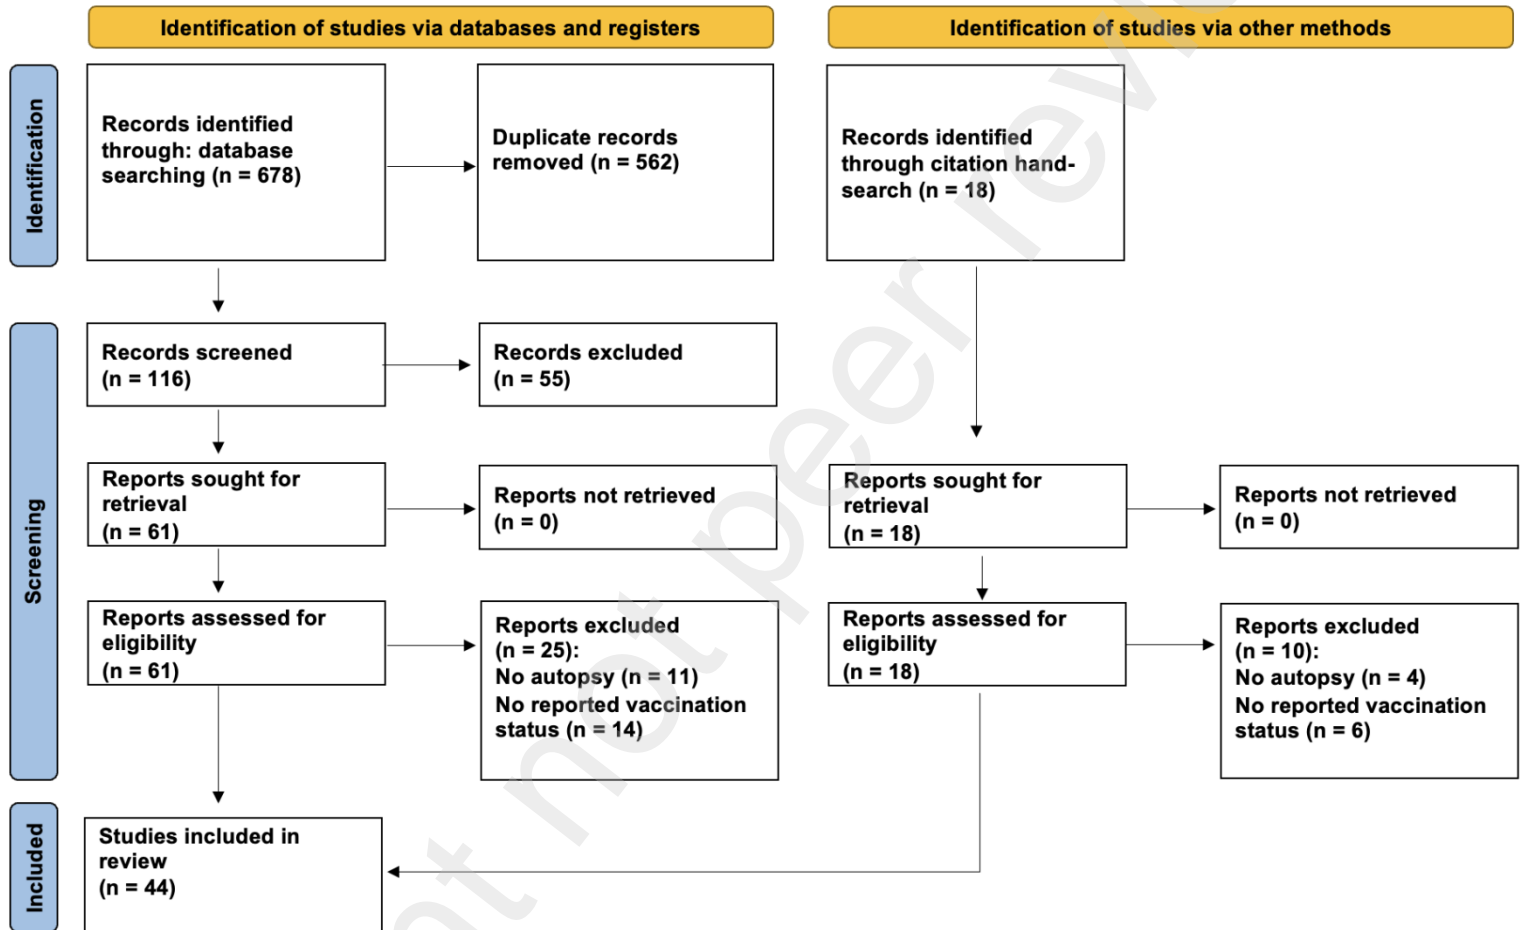 Identification of studies via databases and registers
Identification of studies via other methods
Identification
Records identified
through: database
searching (n = 678)
Duplicate records
removed (n = 562)
Records identified
through citation hand-
search (n = 18)
Screening
Records screened
(n = 116)
Records excluded
(n = 55)
Reports sought for
retrieval
(n = 61)
Reports not retrieved
(n = 0)
Reports sought for
retrieval
(n = 18)
Reports not retrieved
(n = 0)
Reports assessed for
eligibility
(n = 61)
Reports excluded
(n = 25):
No autopsy (n = 11)
No reported vaccination
status (n = 14)
Reports assessed for
eligibility
(n = 18)
Reports excluded
(n = 10):
No autopsy (n = 4)
No reported vaccination
status (n = 6)
Included
Studies included in
review
(n = 44)
not peer